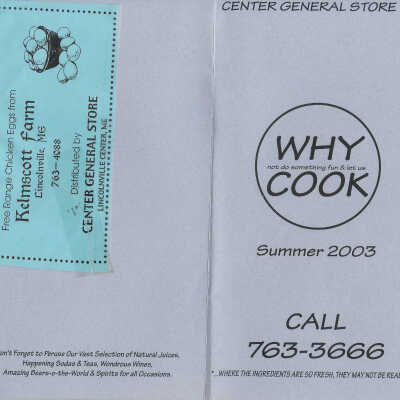 Free Range Chicken Eggs from
Kelmscott Farm
Lincolnville, ME
763-4088
Distributed by
CENTER GENERAL STORE
LINCOLNVILLE CENTER, ME
Don't Forget to Peruse Our Vast Selection of Natural Juices,
Happening Sodas & Teas, Wondrous Wines,
Amazing Beers-o-the-World & Spirits for all Occasions.
CENTER GENERAL STORE
WHY
not do something fun & let us
COOK
Summer 2003
CALL
763-3666
"...WHERE THE INGREDIENTS ARE SO FRESH, THEY MAY NOT BE REA